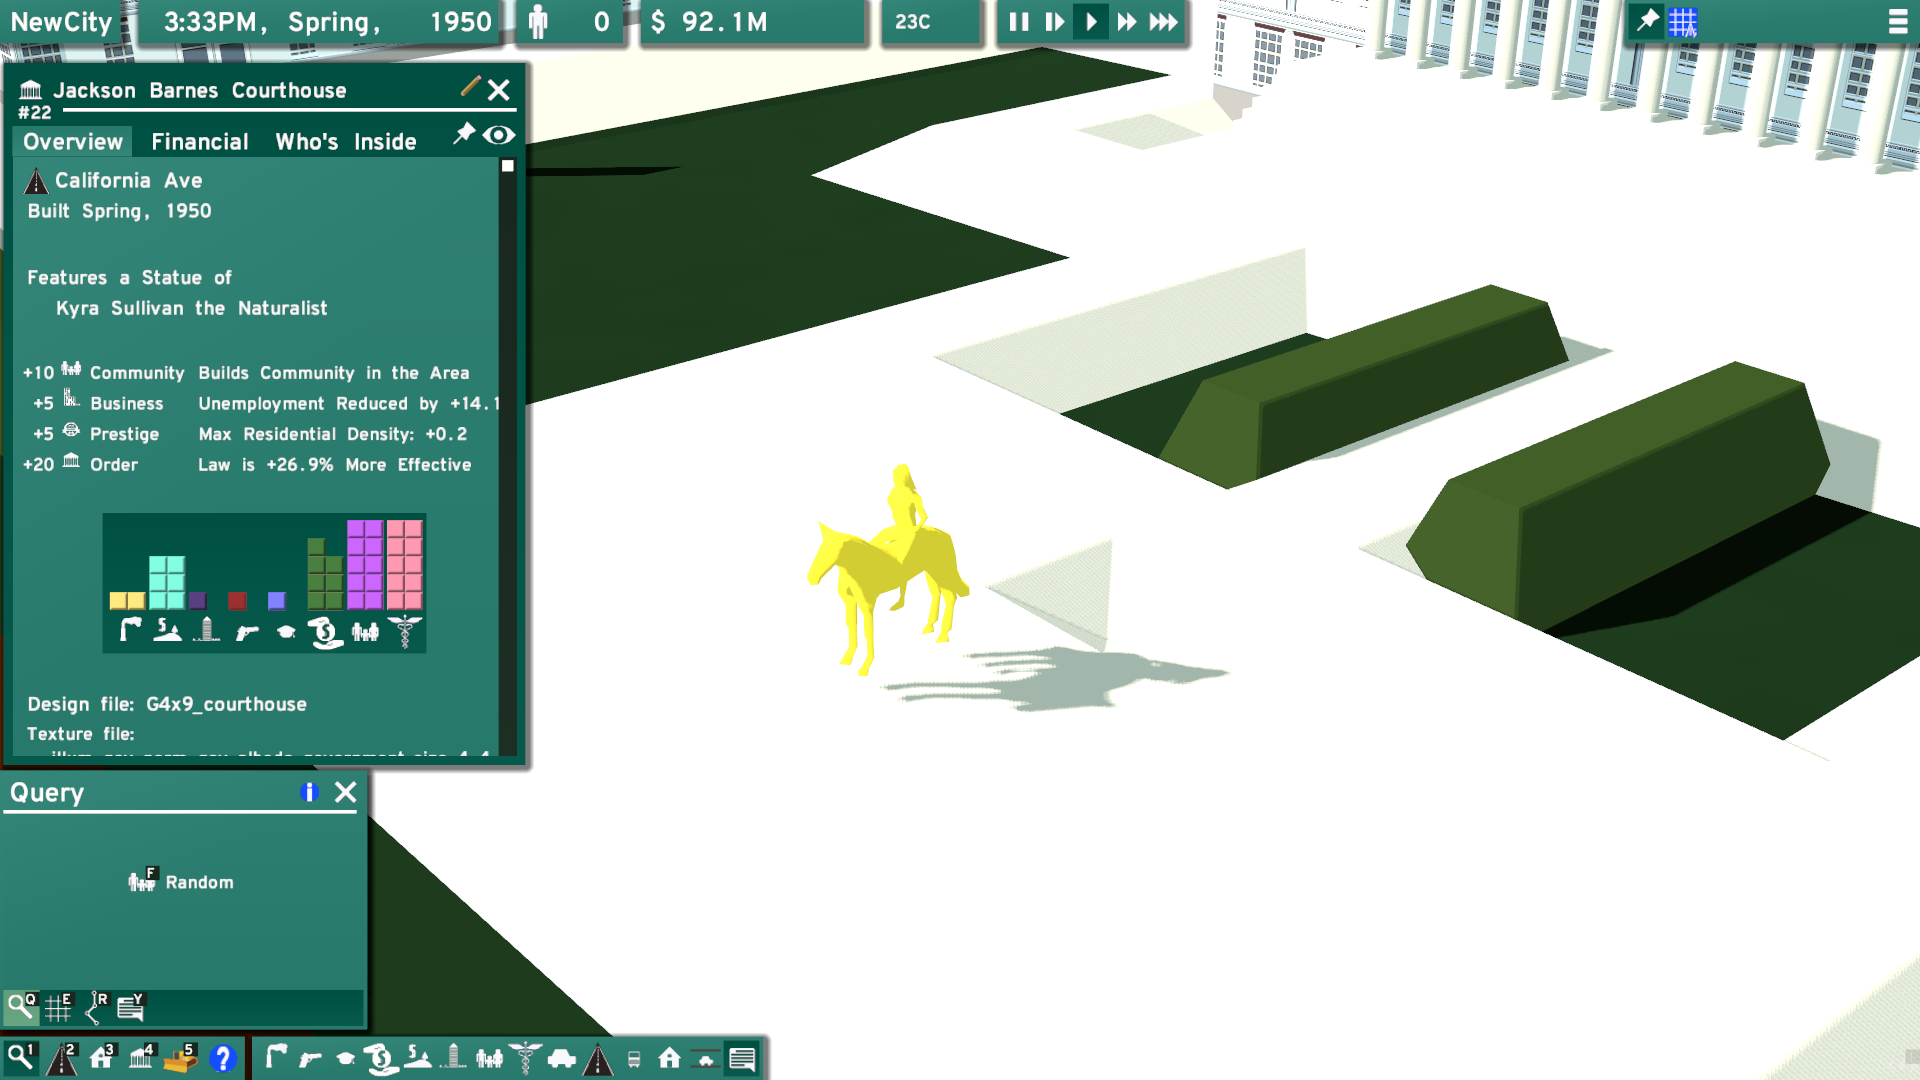 NewCity
3:33PM, Spring, 1950
0
$ 92.1M
23C
Jackson Barnes Courthouse
#22
Overview Financial Who's Inside
California Ave
Built Spring, 1950
Features a Statue of
Kyra Sullivan the Naturalist
+10 Community Builds Community in the Area
+5 Business Unemployment Reduced by +14.1
+5 Prestige Max Residential Density: +0.2
+20 Order Law is +26.9% More Effective
Design file: G4x9_courthouse
Texture file:
Query
F Random
Q E R Y
1 2 3 4 5 ?